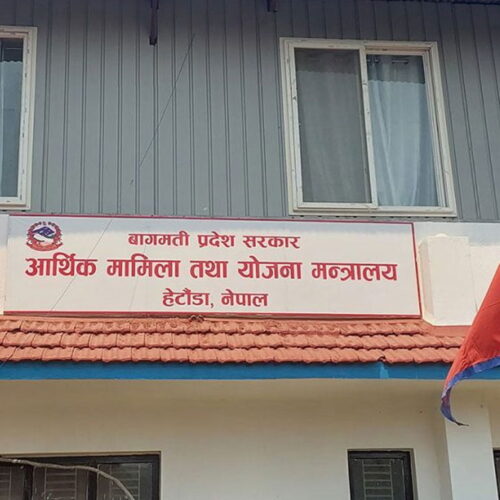 बागमती प्रदेश सरकार
आर्थिक मामिला तथा योजना मन्त्रालय
हेटौंडा, नेपाल